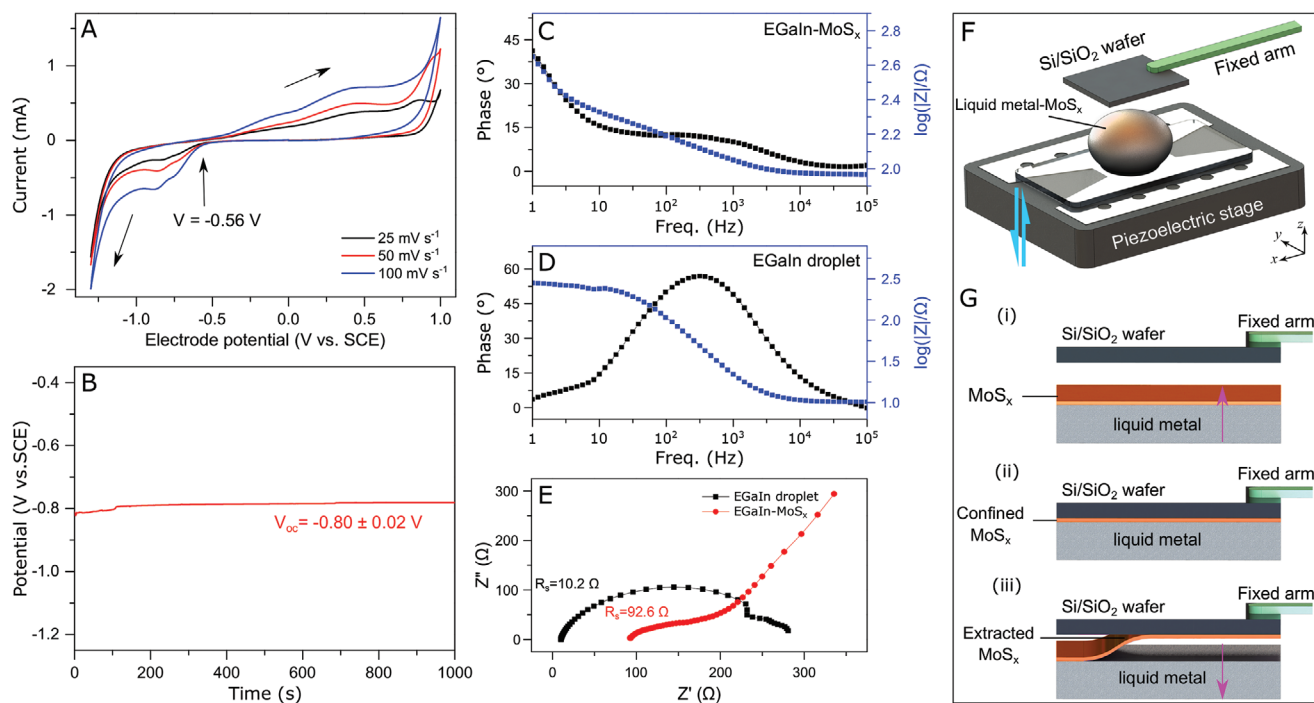 A
Current (mA)
1
0
-1
-2
V = -0.56 V
25 mV s⁻¹
50 mV s⁻¹
100 mV s⁻¹
-1.0
-0.5
0.0
0.5
1.0
Electrode potential (V vs. SCE)
B
Potential (V vs.SCE)
-0.4
-0.6
-0.8
-1.0
-1.2
Voc= -0.80 ± 0.02 V
0
200
400
600
800
1000
Time (s)
C
EGaIn-MoSx
Phase (°)
45
30
15
0
log(|Z|/Ω)
2.8
2.6
2.4
2.2
2.0
1
10
10²
10³
10⁴
10⁵
Freq. (Hz)
D
EGaIn droplet
Phase (°)
60
45
30
15
0
log(|Z|/Ω)
2.5
2.0
1.5
1.0
1
10
10²
10³
10⁴
10⁵
Freq. (Hz)
E
EGaIn droplet
EGaIn-MoSx
Z'' (Ω)
300
200
100
0
Rs=10.2 Ω
Rs=92.6 Ω
0
100
200
300
400
Z' (Ω)
F
Si/SiO₂ wafer
Fixed arm
Liquid metal-MoSx
Piezoelectric stage
z
y
x
G
(i)
Fixed arm
Si/SiO₂ wafer
MoSx
liquid metal
(ii)
Fixed arm
Si/SiO₂ wafer
Confined
MoSx
liquid metal
(iii)
Fixed arm
Si/SiO₂ wafer
Extracted
MoSx
liquid metal